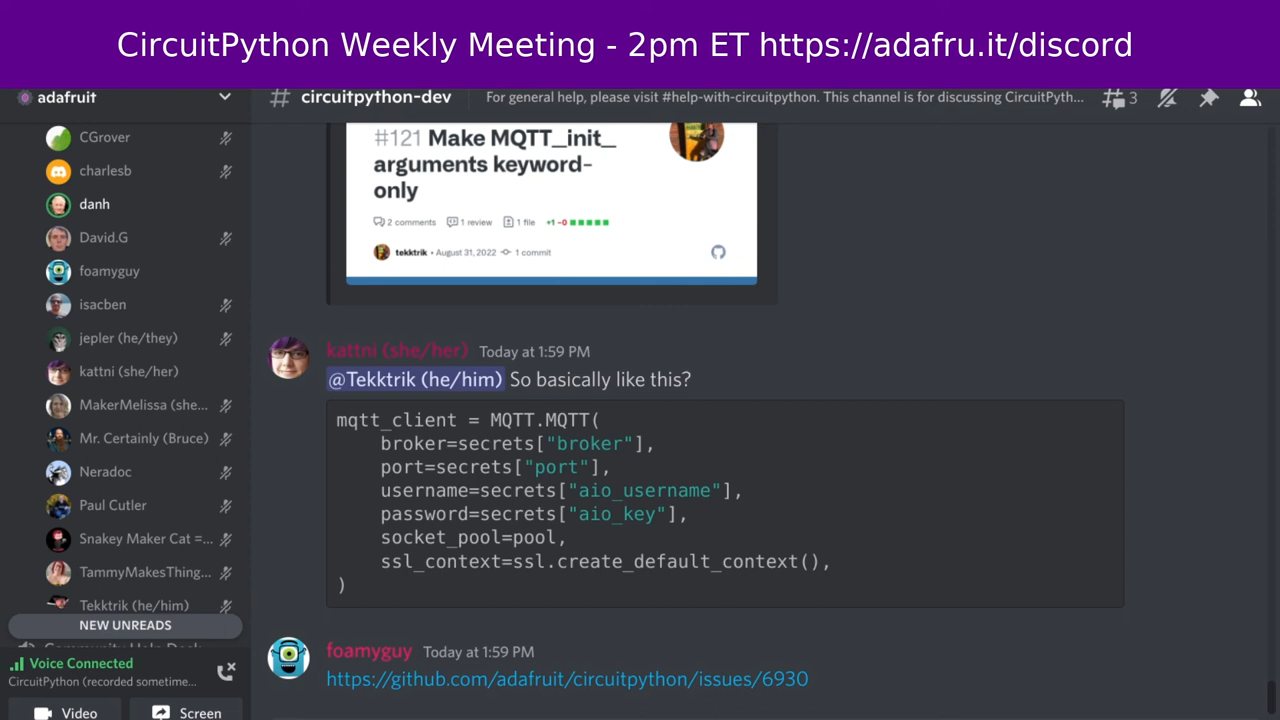 CircuitPython Weekly Meeting - 2pm ET https://adafru.it/discord
adafruit
# circuitpython-dev
For general help, please visit #help-with-circuitpython. This channel is for discussing CircuitPyth...
3
CGrover
charlesb
danh
David.G
foamyguy
isacben
jepler (he/they)
kattni (she/her)
MakerMelissa (she...
Mr. Certainly (Bruce)
Neradoc
Paul Cutler
Snakey Maker Cat =...
TammyMakesThing...
Tekktrik (he/him)
NEW UNREADS
Community Help Desk
Voice Connected
CircuitPython (recorded sometime...
Video
Screen
#121 Make MQTT__init_
arguments keyword-
only
2 comments 1 review 1 file +1 -0
tekktrik • August 31, 2022 1 commit
kattni (she/her) Today at 1:59 PM
@Tekktrik (he/him) So basically like this?
mqtt_client = MQTT.MQTT(
    broker=secrets["broker"],
    port=secrets["port"],
    username=secrets["aio_username"],
    password=secrets["aio_key"],
    socket_pool=pool,
    ssl_context=ssl.create_default_context(),
)
foamyguy Today at 1:59 PM
https://github.com/adafruit/circuitpython/issues/6930